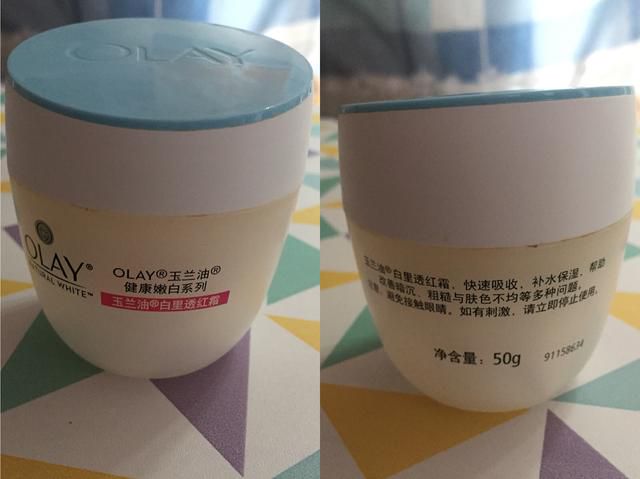 OLAY
OLAY®
NATURAL WHITE™
OLAY®玉兰油®
健康嫩白系列
玉兰油®白里透红霜
玉兰油®白里透红霜，快速吸收，补水保湿，帮助
改善暗沉，粗糙与肤色不均等多种问题。
注意：避免接触眼睛。如有刺激，请立即停止使用。
净含量：50g
91158634